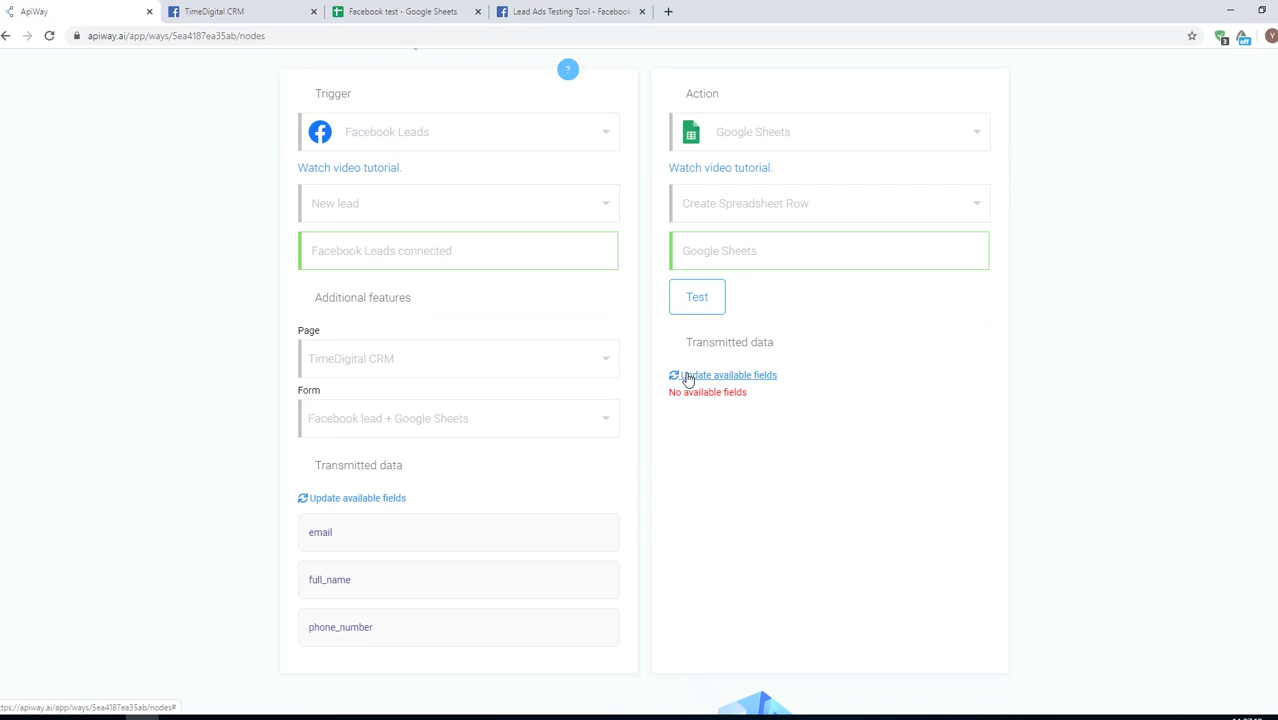 ApiWay
TimeDigital CRM
Facebook test - Google Sheets
Lead Ads Testing Tool - Facebook
apiway.ai/app/ways/5ea4187ea35ab/nodes
3
off
Y
?
Trigger
Action
Facebook Leads
Google Sheets
Watch video tutorial.
Watch video tutorial.
New lead
Create Spreadsheet Row
Facebook Leads connected
Google Sheets
Additional features
Test
Page
Transmitted data
TimeDigital CRM
Update available fields
Form
No available fields
Facebook lead + Google Sheets
Transmitted data
Update available fields
email
full_name
phone_number
ttps://apiway.ai/app/ways/5ea4187ea35ab/nodes#